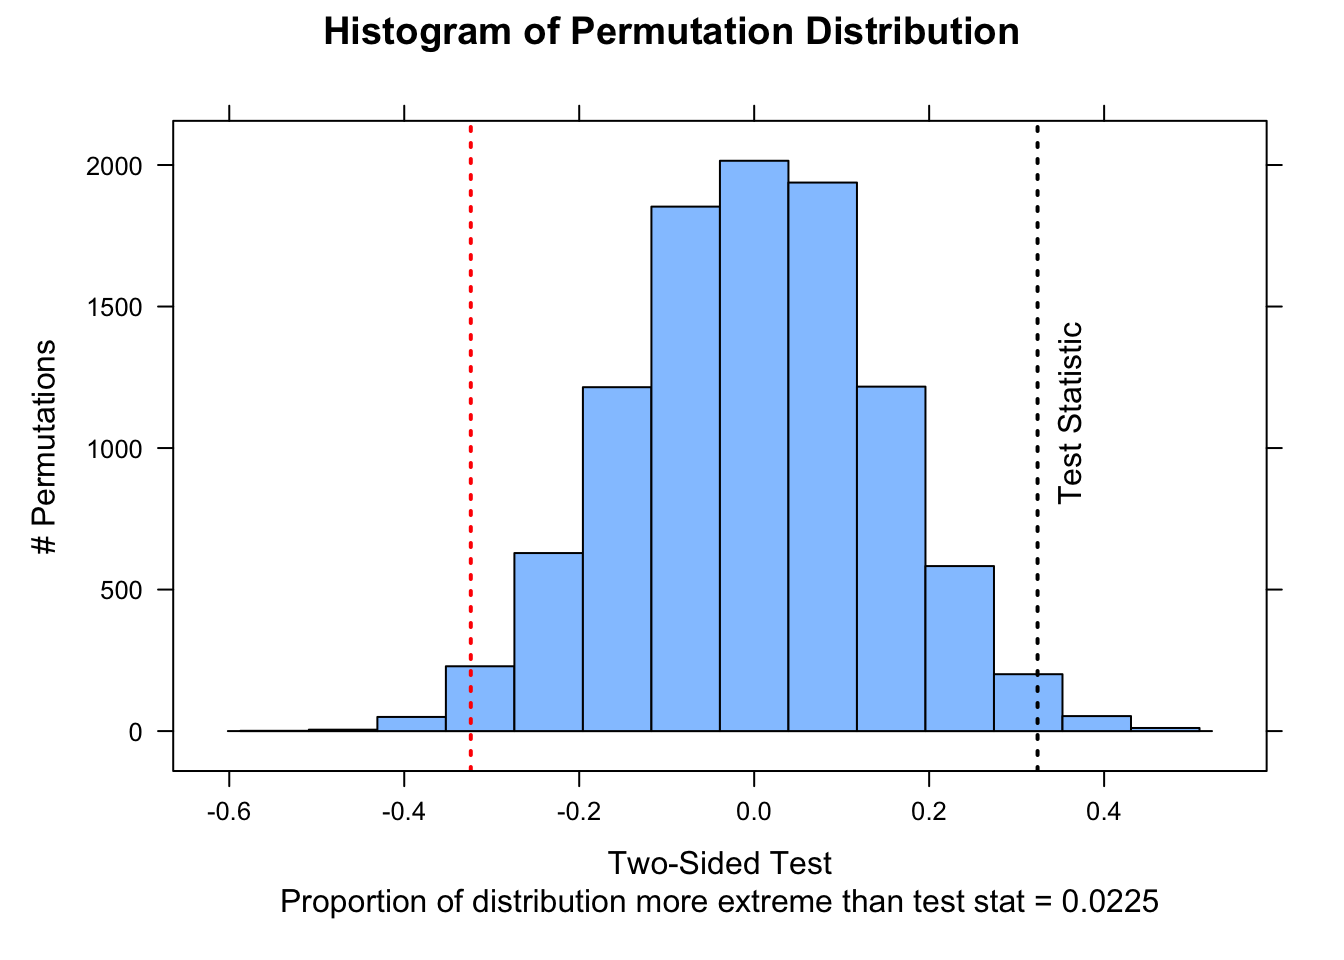 Histogram of Permutation Distribution
# Permutations
2000
1500
1000
500
0
Test Statistic
-0.6
-0.4
-0.2
0.0
0.2
0.4
Two-Sided Test
Proportion of distribution more extreme than test stat = 0.0225